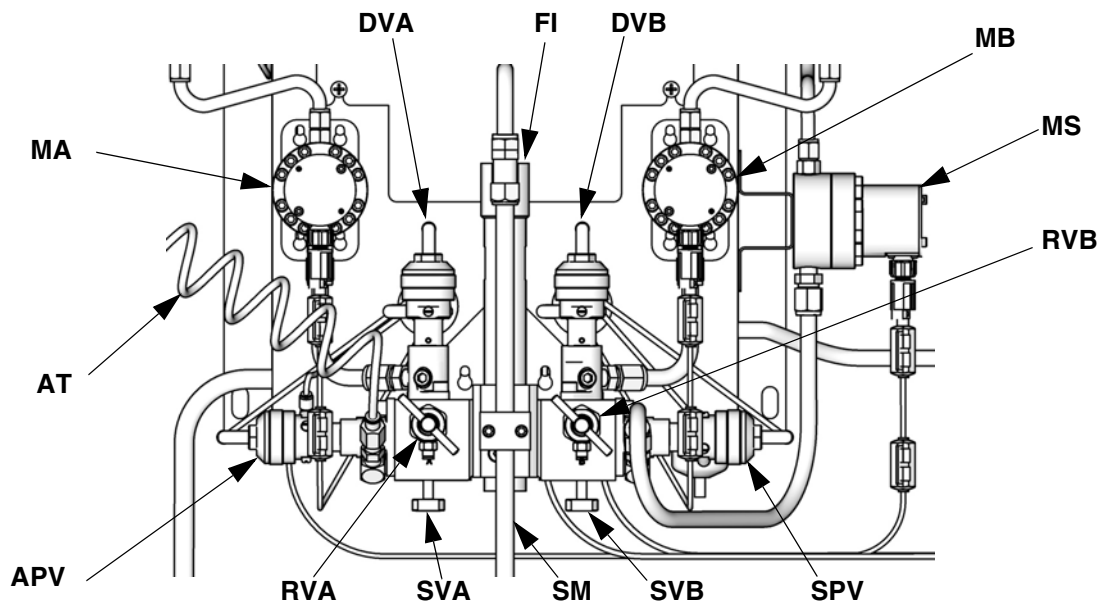 DVA FI DVB
MB
MS
MA
RVB
AT
APV
RVA SVA SM SVB SPV